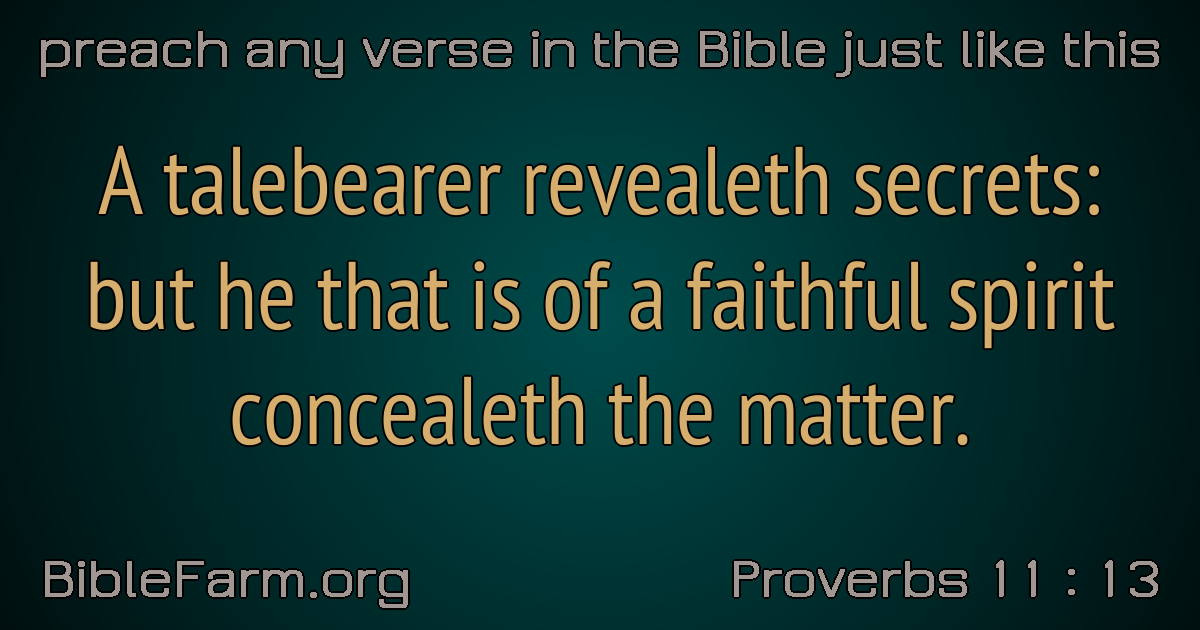 preach any verse in the Bible just like this
A talebearer revealeth secrets:
but he that is of a faithful spirit
concealeth the matter.
BibleFarm.org
Proverbs 11 : 13